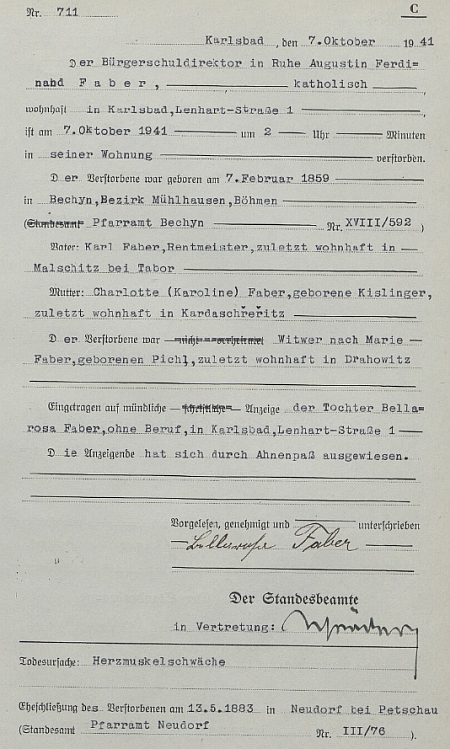 Nr. 711 C
Karlsbad, den 7.Oktober 1941
Der Bürgerschuldirektor in Ruhe Augustin Ferdi=
nabd Faber, katholisch,
wohnhaft in Karlsbad,Lenhart-Straße 1,
ist am 7.Oktober 1941 um 2 Uhr Minuten
in seiner Wohnung verstorben.
D er Verstorbene war geboren am 7.Februar 1859
in Bechyn,Bezirk Mühlhausen,Böhmen
(Standesamt Pfarramt Bechyn Nr. XVIII/592)
Vater: Karl Faber,Rentmeister,zuletzt wohnhaft in
Malschitz bei Tabor
Mutter: Charlotte (Karoline) Faber,geborene Kislinger,
zuletzt wohnhaft in Kardaschřeřitz
D er Verstorbene war nicht verheiratet Witwer nach Marie
Faber,geborenen Pichl,zuletzt wohnhaft in Drahowitz
Eingetragen auf mündliche schriftliche Anzeige der Tochter Bella=
rosa Faber,ohne Beruf,in Karlsbad,Lenhart-Straße 1
D ie Anzeigende hat sich durch Ahnenpaß ausgewiesen.
Vorgelesen, genehmigt und unterschrieben
Bellarosa Faber
Der Standesbeamte
in Vertretung:
Todesursache: Herzmuskelschwäche
Eheschließung des Verstorbenen am 13.5.1883 in Neudorf bei Petschau
(Standesamt Pfarramt Neudorf Nr. III/76 ).